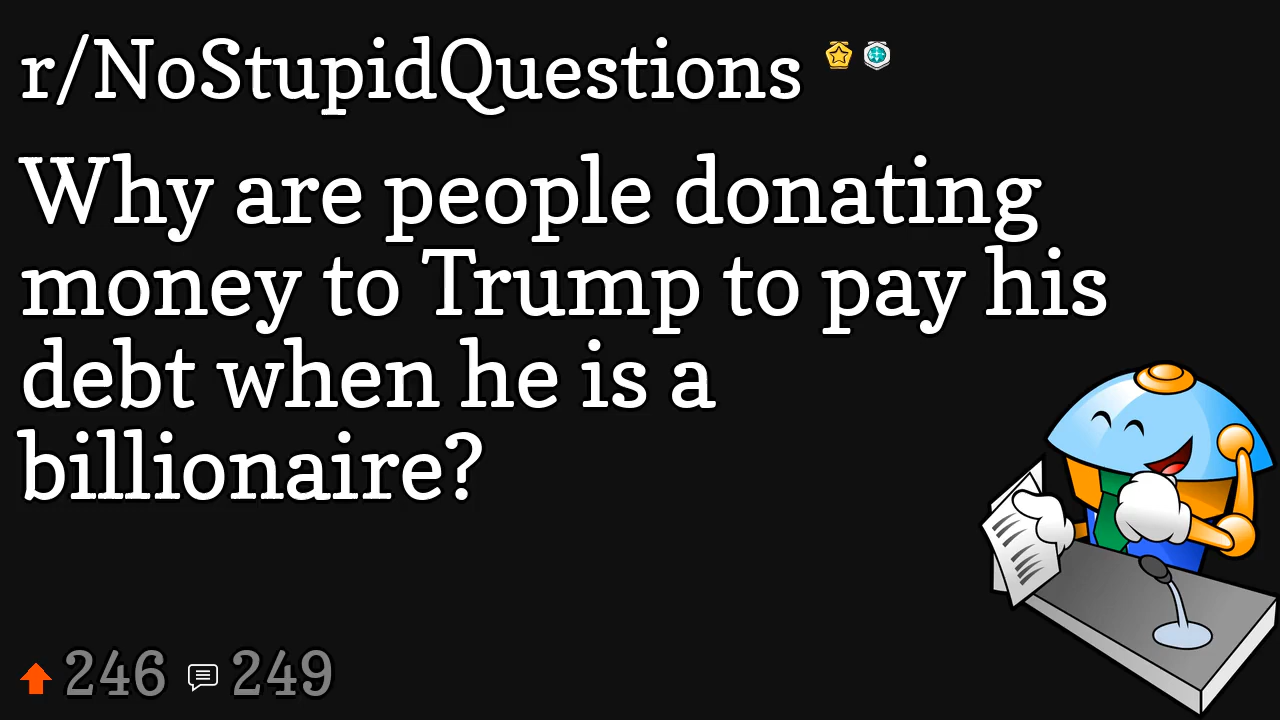 r/NoStupidQuestions
Why are people donating
money to Trump to pay his
debt when he is a
billionaire?
246 249